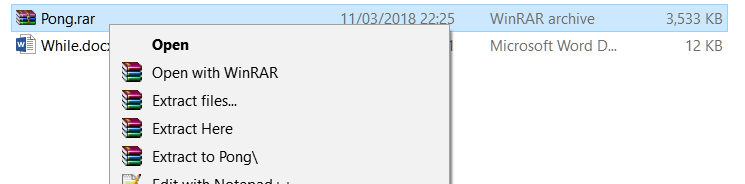 Pong.rar 11/03/2018 22:25 WinRAR archive 3,533 KB
While.docx 1 Microsoft Word D... 12 KB
Open
Open with WinRAR
Extract files...
Extract Here
Extract to Pong\
Edit with Notepad++